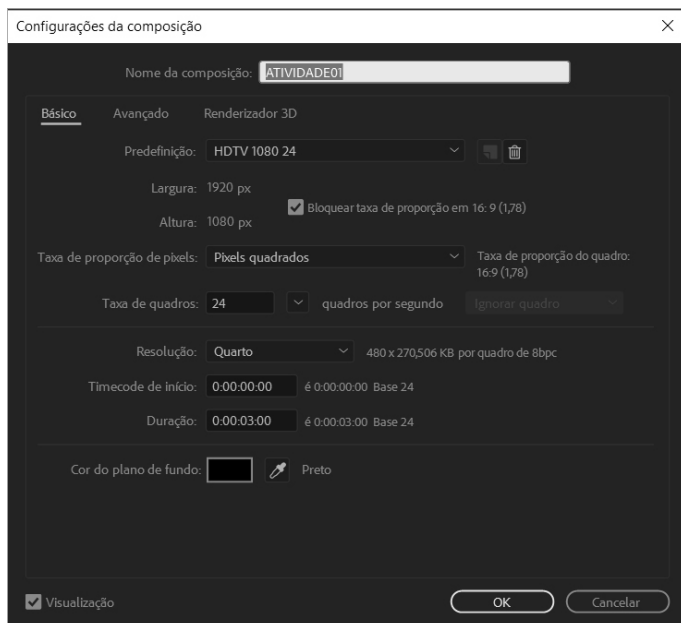 Configurações da composição
Nome da composição: ATIVIDADE01
Básico Avançado Renderizador 3D
Predefinição: HDTV 1080 24
Largura: 1920 px
Bloquear taxa de proporção em 16: 9 (1,78)
Altura: 1080 px
Taxa de proporção de pixels: Pixels quadrados
Taxa de proporção do quadro:
16:9 (1,78)
Taxa de quadros: 24 quadros por segundo Ignorar quadro
Resolução: Quarto 480 x 270,506 KB por quadro de 8bpc
Timecode de início: 0:00:00:00 é 0:00:00:00 Base 24
Duração: 0:00:03:00 é 0:00:03:00 Base 24
Cor do plano de fundo: Preto
Visualização OK Cancelar